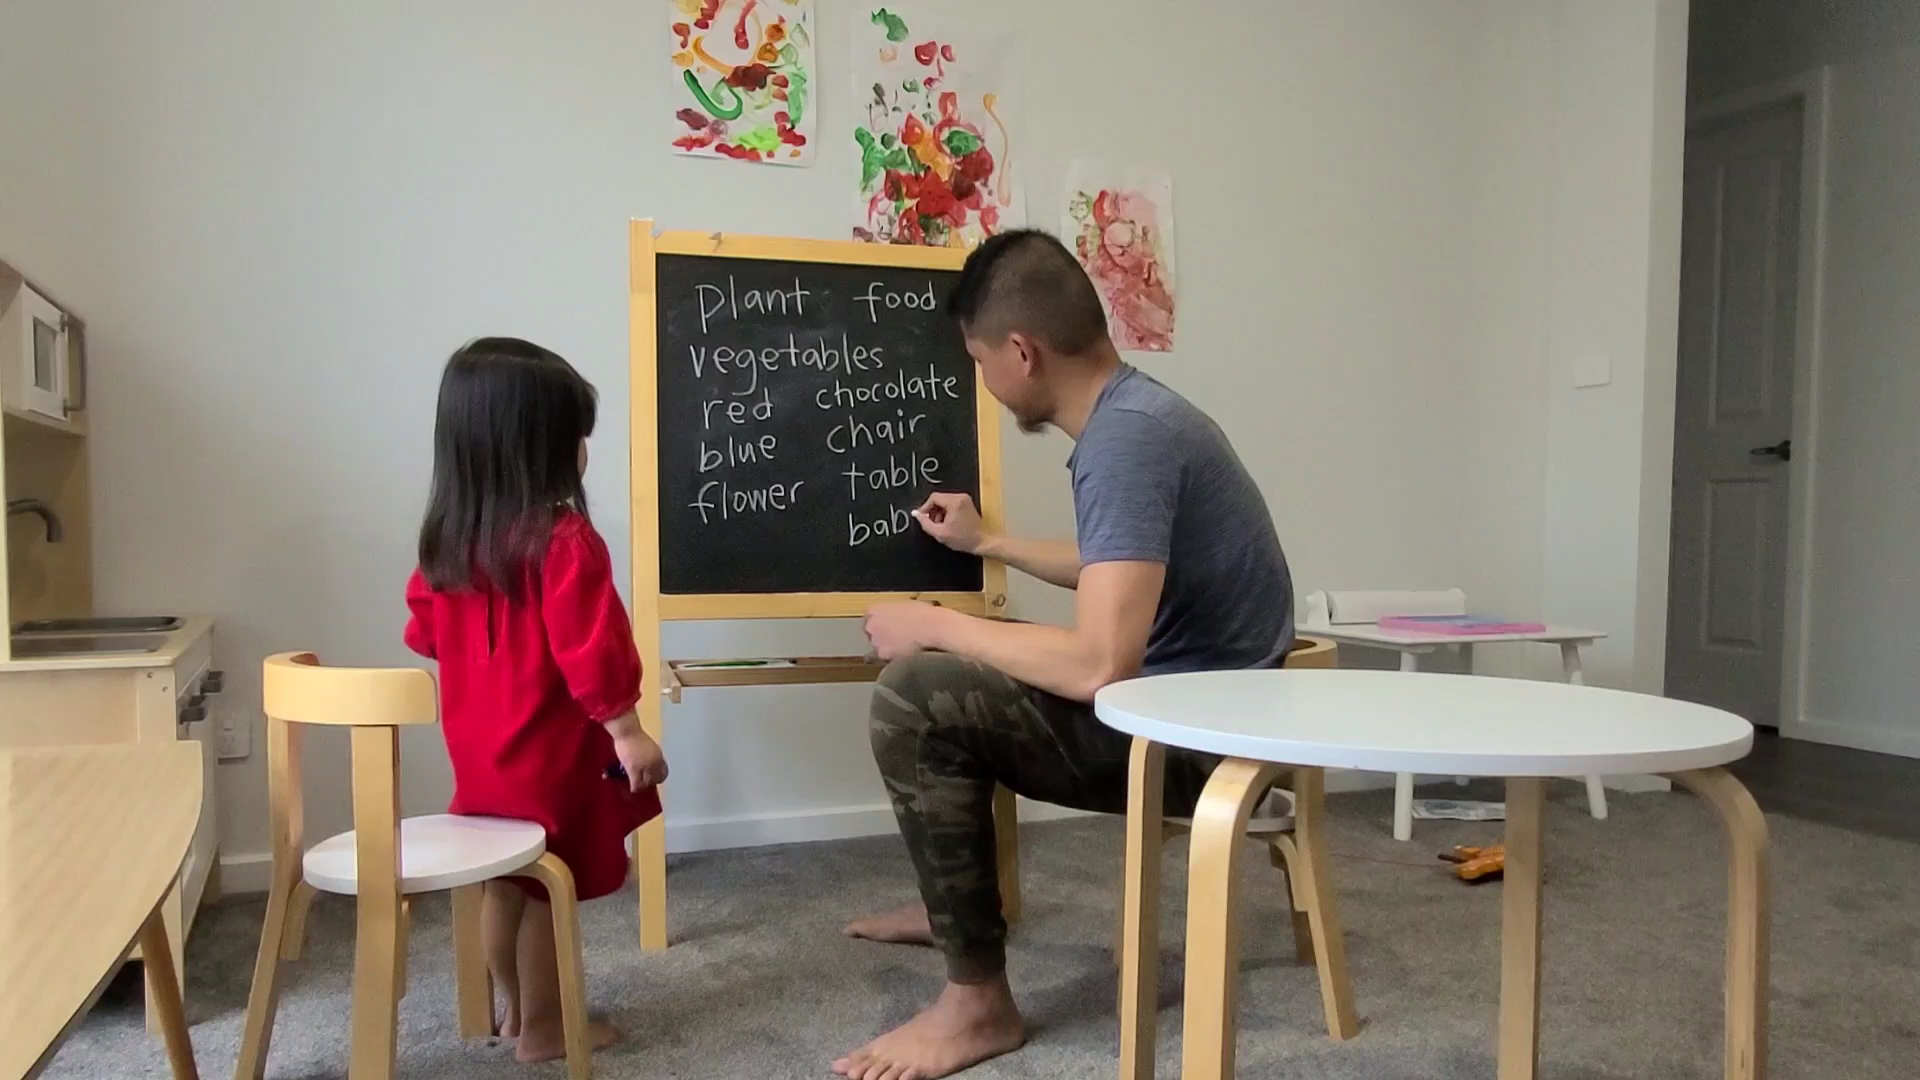 plant food
vegetables
red chocolate
blue chair
flower table
bab